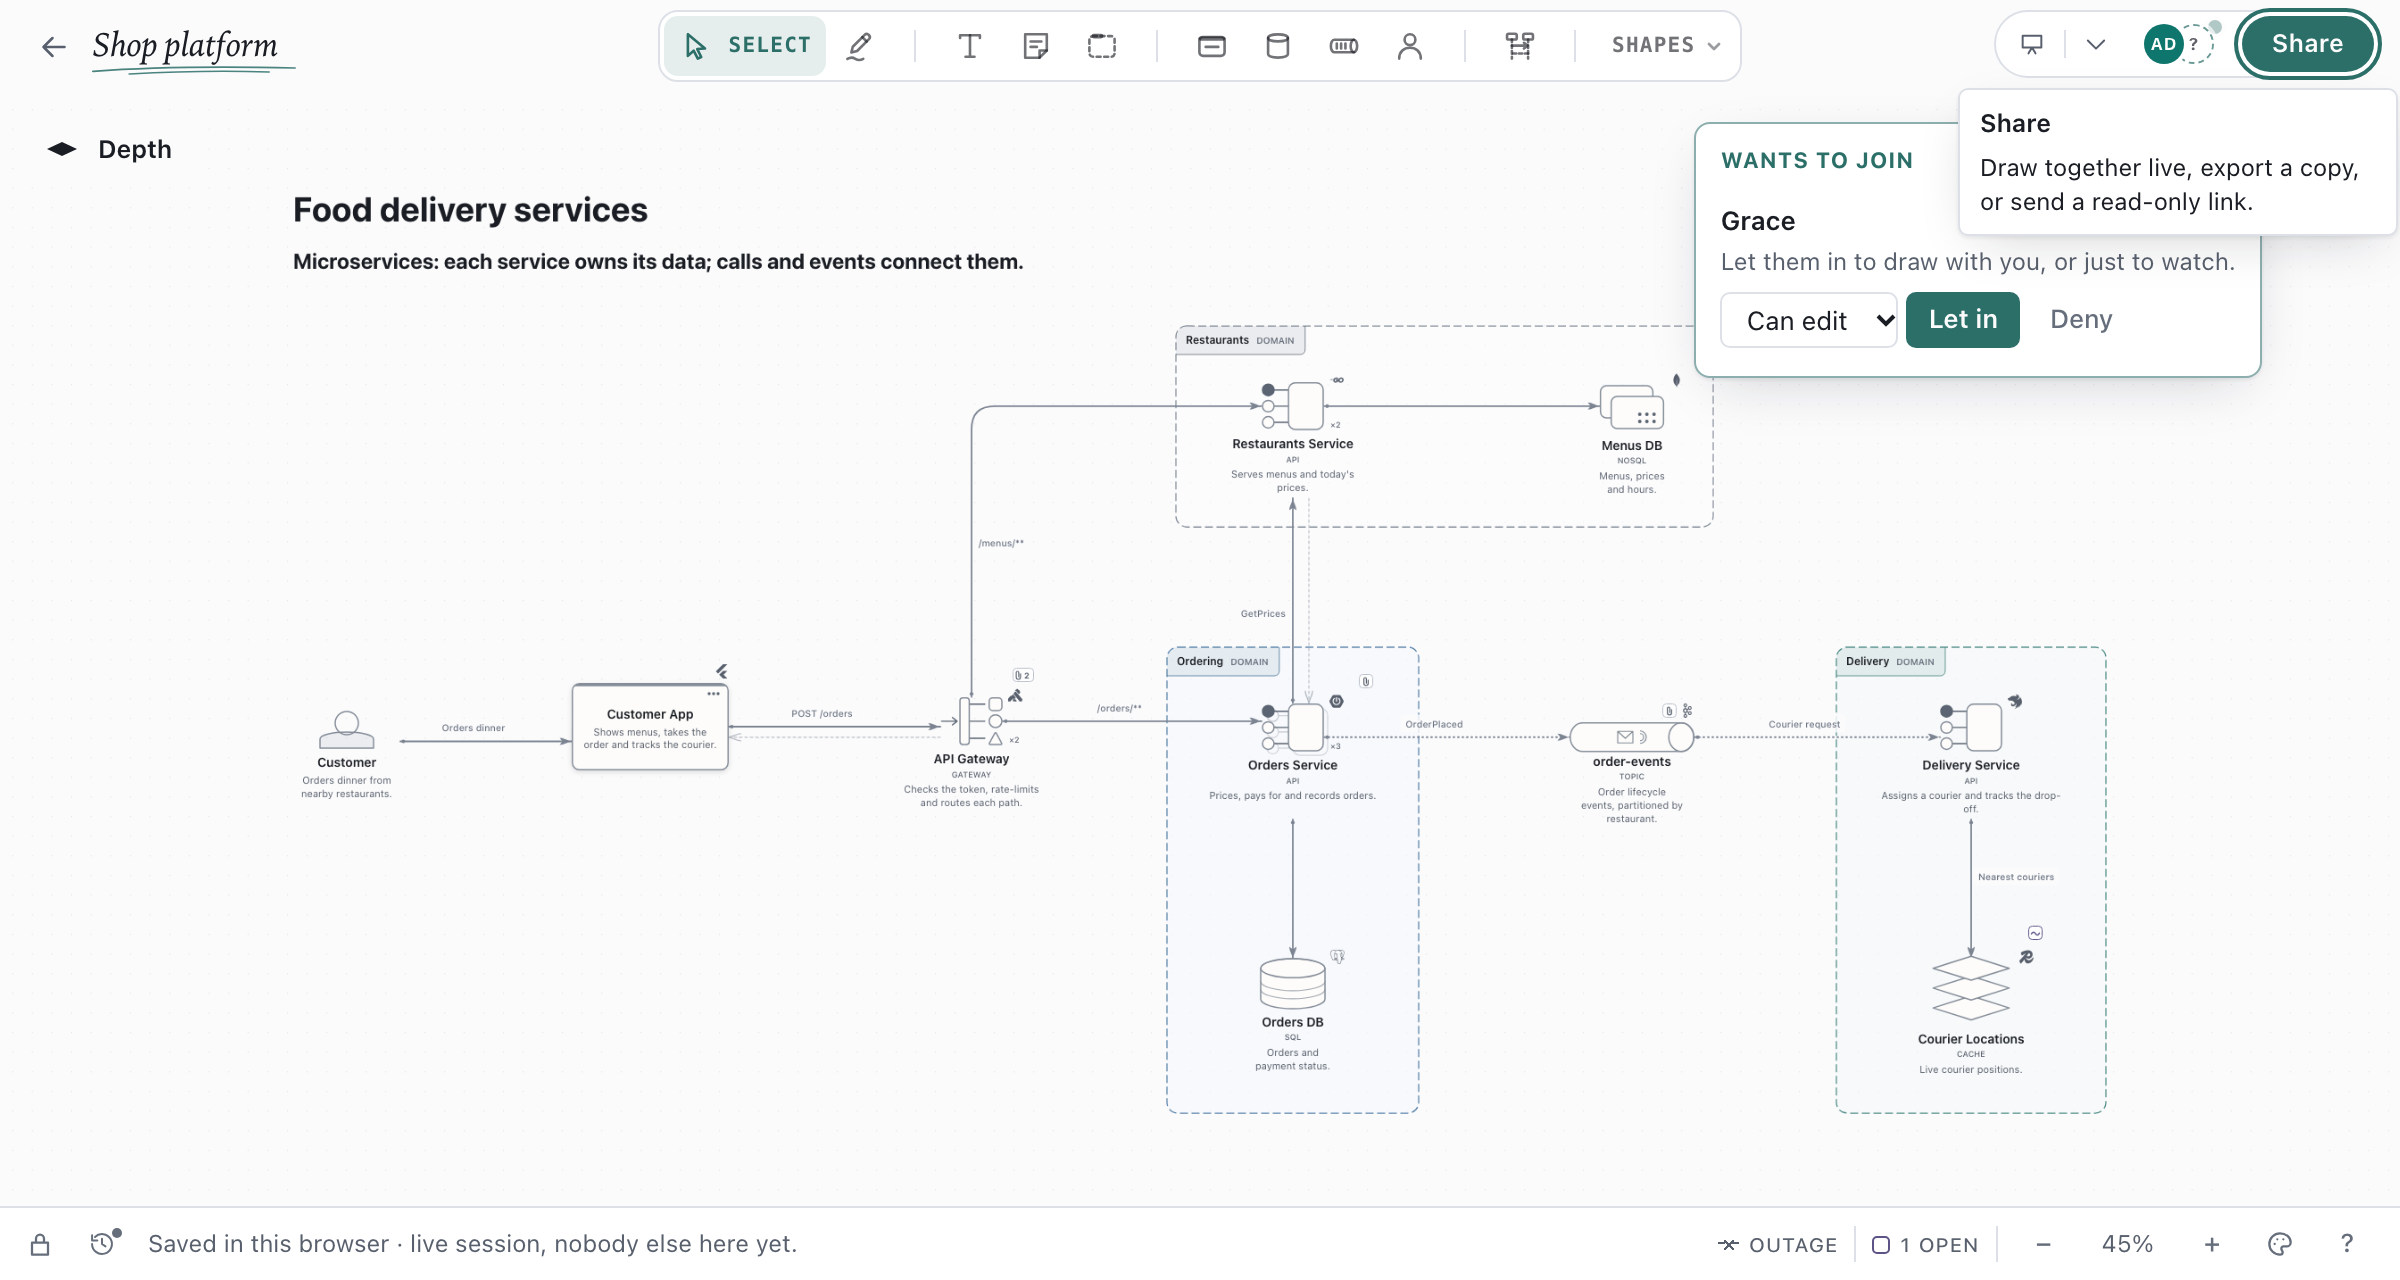 Shop platform
SELECT
SHAPES
AD
?
Share
Share
Draw together live, export a copy,
or send a read-only link.
WANTS TO JOIN
Grace
Let them in to draw with you, or just to watch.
Can edit
Let in
Deny
Depth
Food delivery services
Microservices: each service owns its data; calls and events connect them.
Restaurants DOMAIN
×2
Restaurants Service
API
Serves menus and today's
prices.
Menus DB
NOSQL
Menus, prices
and hours.
/menus/**
GetPrices
Ordering DOMAIN
Delivery DOMAIN
Customer
Orders dinner from
nearby restaurants.
Orders dinner
Customer App
Shows menus, takes the
order and tracks the courier.
POST /orders
2
×2
API Gateway
GATEWAY
Checks the token, rate-limits
and routes each path.
/orders/**
×3
Orders Service
API
Prices, pays for and records orders.
OrderPlaced
order-events
TOPIC
Order lifecycle
events, partitioned by
restaurant.
Courier request
Delivery Service
API
Assigns a courier and tracks the drop-
off.
Nearest couriers
Orders DB
SQL
Orders and
payment status.
Courier Locations
CACHE
Live courier positions.
Saved in this browser · live session, nobody else here yet.
OUTAGE
1 OPEN
− 45% +
?